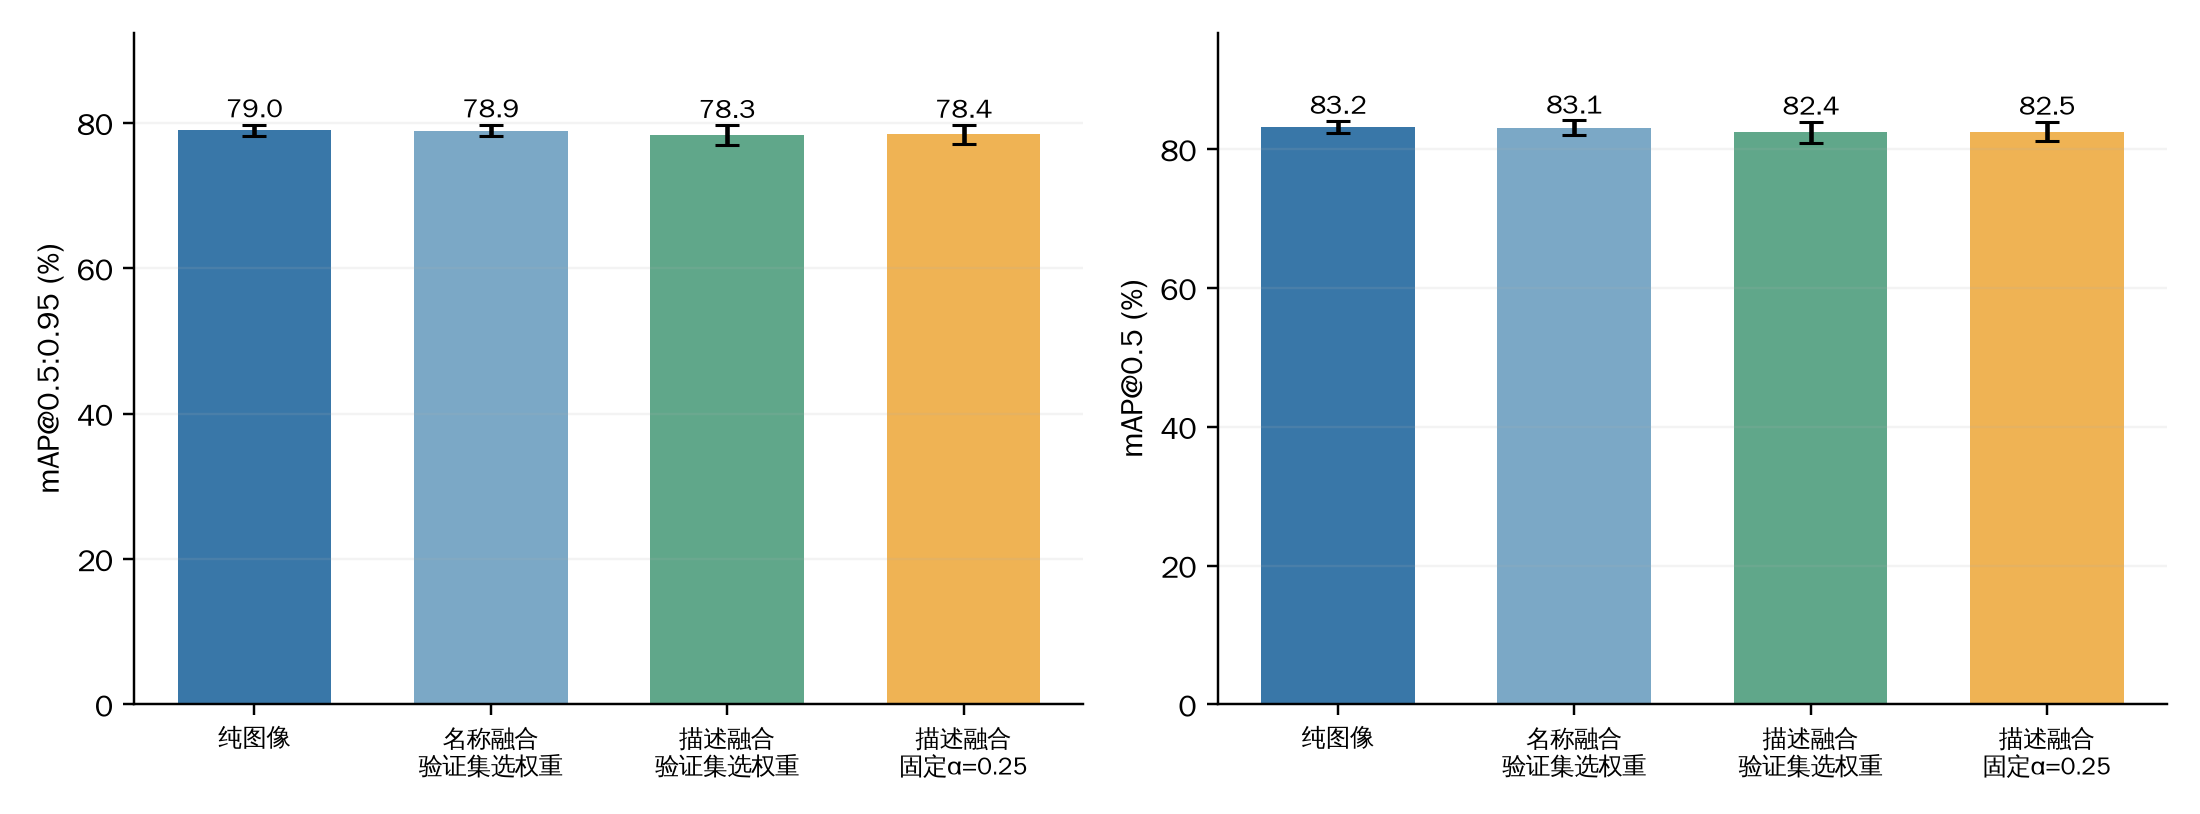 mAP@0.5:0.95 (%)
80
60
40
20
0
79.0
78.9
78.3
78.4
纯图像
名称融合
验证集选权重
描述融合
验证集选权重
描述融合
固定α=0.25
mAP@0.5 (%)
80
60
40
20
0
83.2
83.1
82.4
82.5
纯图像
名称融合
验证集选权重
描述融合
验证集选权重
描述融合
固定α=0.25